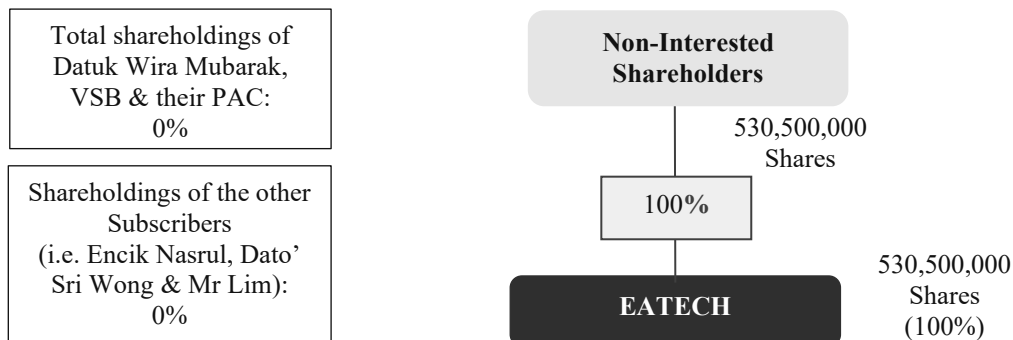 Total shareholdings of
Datuk Wira Mubarak,
VSB & their PAC:
0%
Shareholdings of the other
Subscribers
(i.e. Encik Nasrul, Dato’
Sri Wong & Mr Lim):
0%
Non-Interested
Shareholders
530,500,000
Shares
100%
EATECH
530,500,000
Shares
(100%)